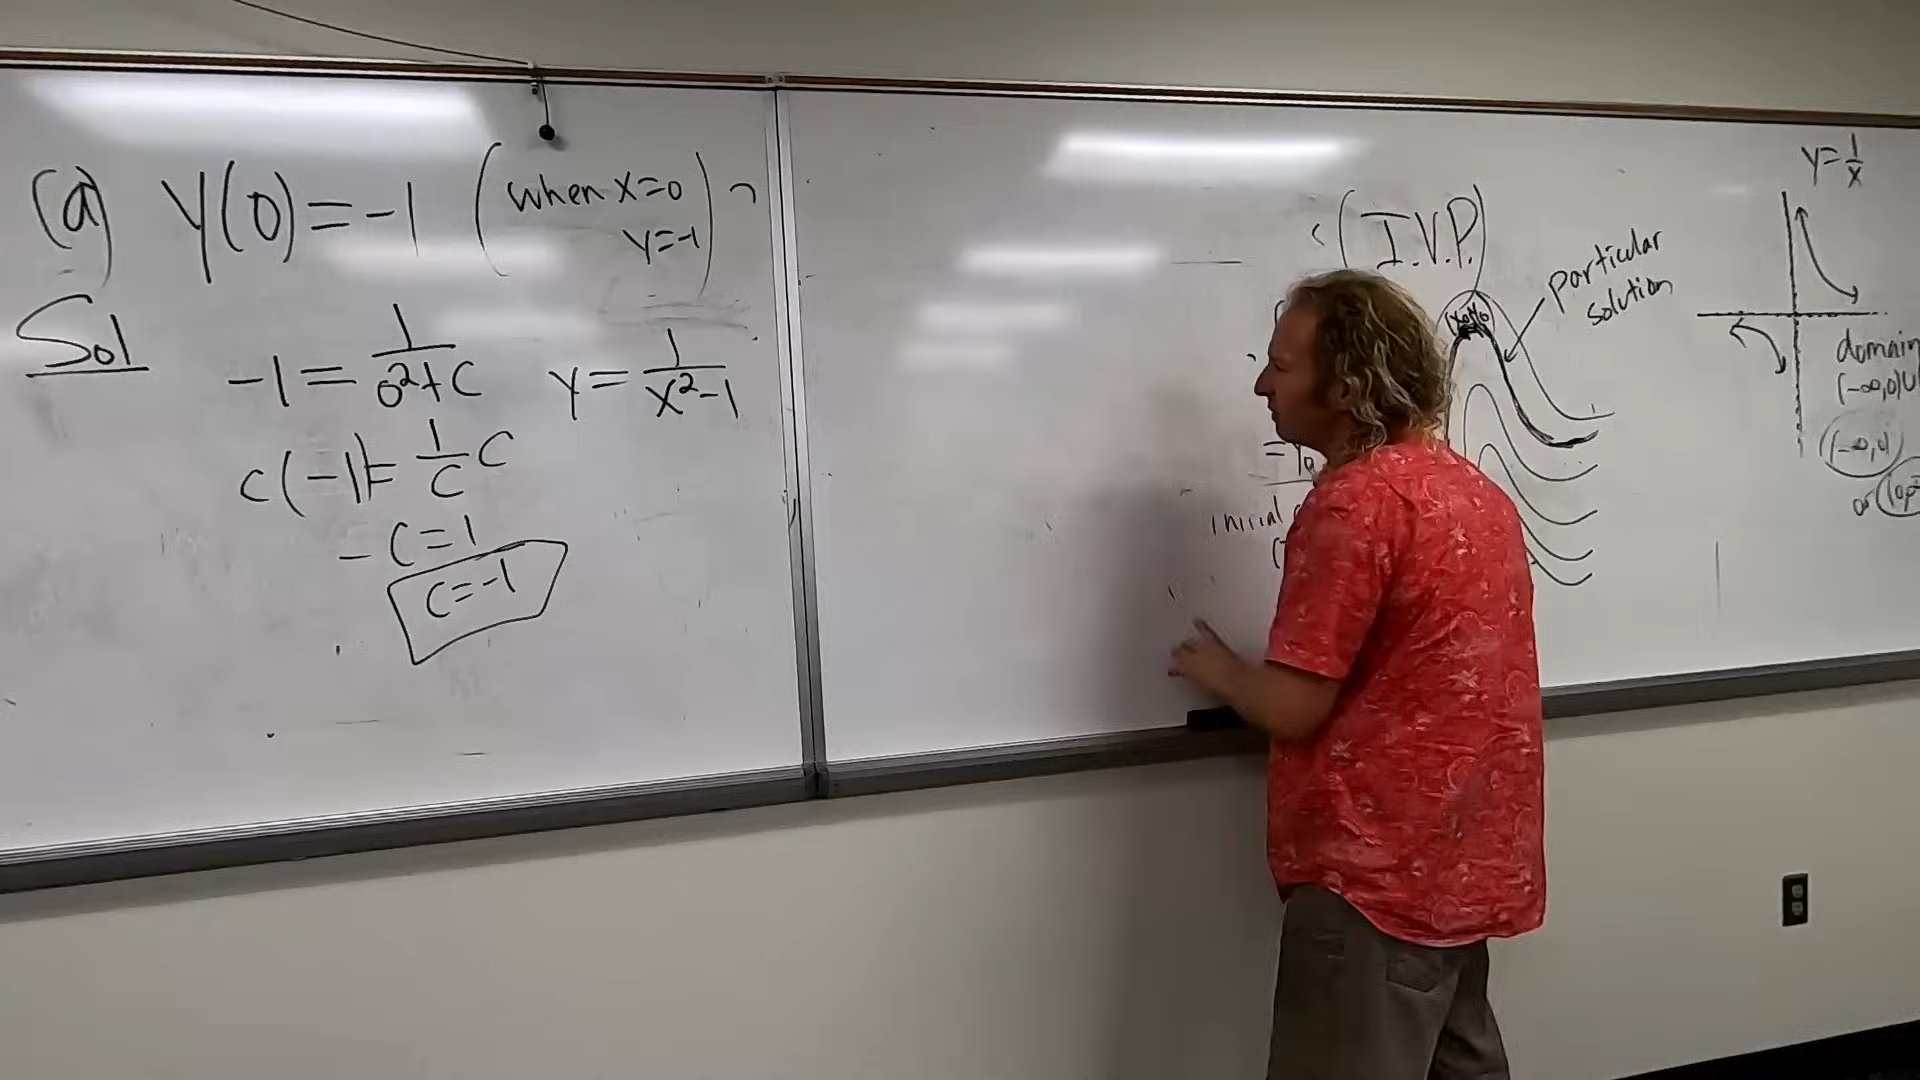 (a) y(0)=-1 (when x=0
y=-1)
Sol
-1 = 1/(0²+C)
y = 1/(x²-1)
C(-1) = 1/C C
-C=1
C=-1
(I.V.P.)
particular
solution
= y₀
initial
y = 1/x
domain
(-∞,0)U
(-∞,0)
or